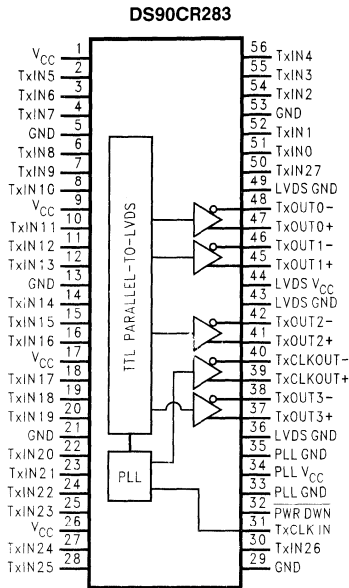 DS90CR283
VCC 1
TxIN5 2
TxIN6 3
TxIN7 4
GND 5
TxIN8 6
TxIN9 7
TxIN10 8
VCC 9
TxIN11 10
TxIN12 11
TxIN13 12
GND 13
TxIN14 14
TxIN15 15
TxIN16 16
VCC 17
TxIN17 18
TxIN18 19
TxIN19 20
GND 21
TxIN20 22
TxIN21 23
TxIN22 24
TxIN23 25
VCC 26
TxIN24 27
TxIN25 28
TTL PARALLEL-TO-LVDS
PLL
56 TxIN4
55 TxIN3
54 TxIN2
53 GND
52 TxIN1
51 TxIN0
50 TxIN27
49 LVDS GND
48 TxOUT0-
47 TxOUT0+
46 TxOUT1-
45 TxOUT1+
44 LVDS VCC
43 LVDS GND
42 TxOUT2-
41 TxOUT2+
40 TxCLKOUT-
39 TxCLKOUT+
38 TxOUT3-
37 TxOUT3+
36 LVDS GND
35 PLL GND
34 PLL VCC
33 PLL GND
32 PWR DWN
31 TxCLK IN
30 TxIN26
29 GND